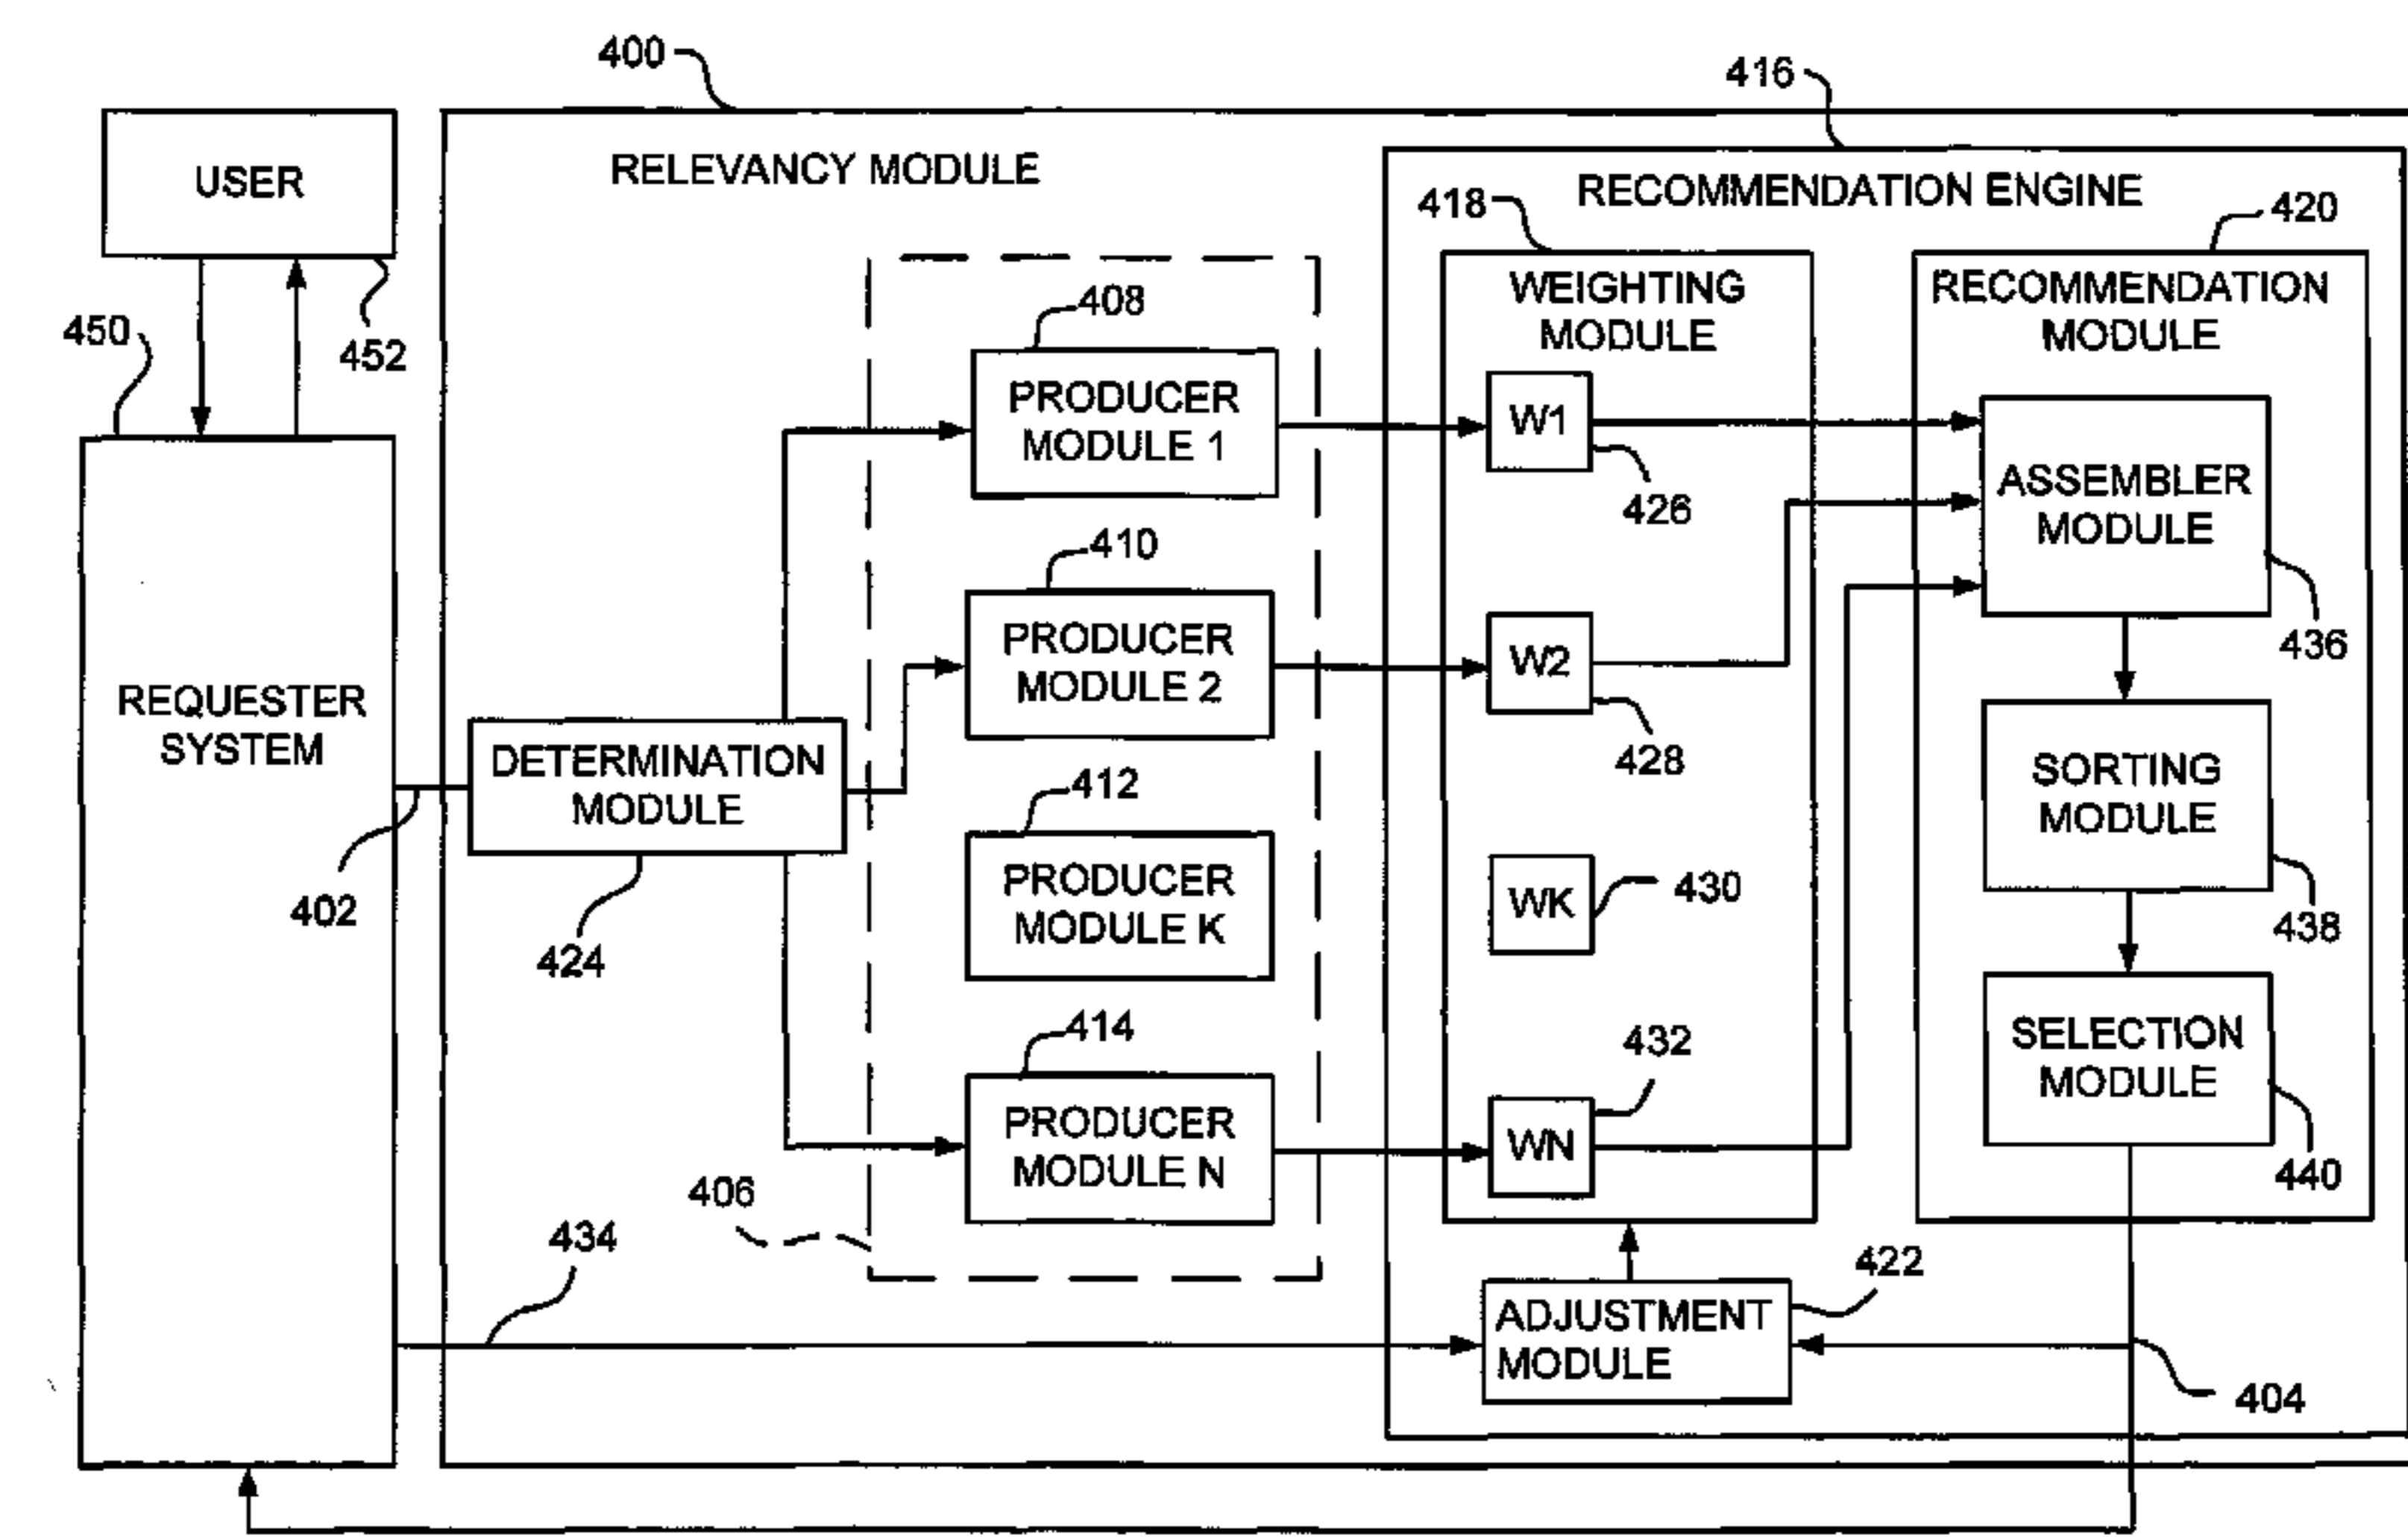 400
416
USER
RELEVANCY MODULE
RECOMMENDATION ENGINE
418
420
WEIGHTING
MODULE
RECOMMENDATION
MODULE
450
452
408
PRODUCER
MODULE 1
W1
426
ASSEMBLER
MODULE
436
410
PRODUCER
MODULE 2
W2
428
REQUESTER
SYSTEM
DETERMINATION
MODULE
402
424
SORTING
MODULE
438
412
PRODUCER
MODULE K
WK
430
414
PRODUCER
MODULE N
432
WN
SELECTION
MODULE
440
406
434
422
ADJUSTMENT
MODULE
404